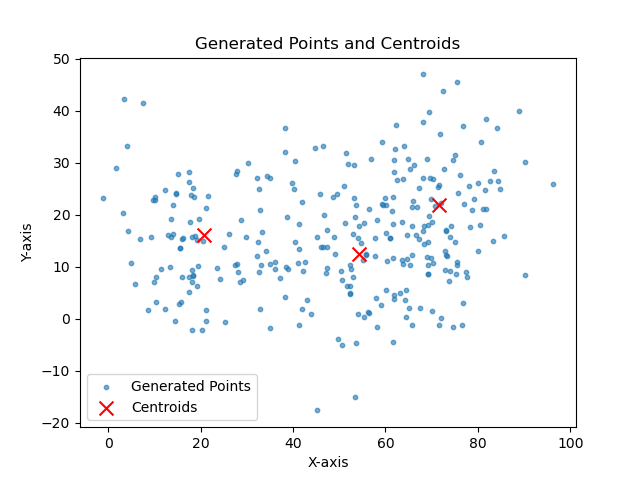 Generated Points and Centroids
50
40
30
20
10
0
−10
−20
Y-axis
Generated Points
Centroids
0 20 40 60 80 100
X-axis